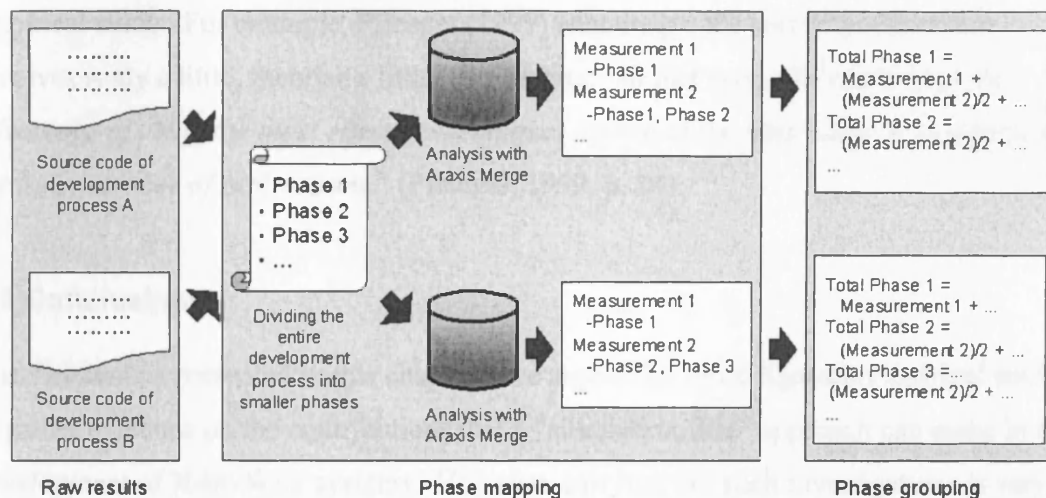 Source code of
development
process A
Source code of
development
process B
Raw results
· Phase 1
· Phase 2
· Phase 3
· ...
Dividing the
entire
development
process into
smaller phases
Analysis with
Araxis Merge
Analysis with
Araxis Merge
Measurement 1
-Phase 1
Measurement 2
-Phase1, Phase 2
...
Measurement 1
-Phase 1
Measurement 2
-Phase 2, Phase 3
...
Phase mapping
Total Phase 1 =
Measurement 1 +
(Measurement 2)/2 + ...
Total Phase 2 =
(Measurement 2)/2 + ...
...
Total Phase 1 =
Measurement 1 + ...
Total Phase 2 =
(Measurement 2)/2 + ...
Total Phase 3 = ...
(Measurement 2)/2 + ...
...
Phase grouping